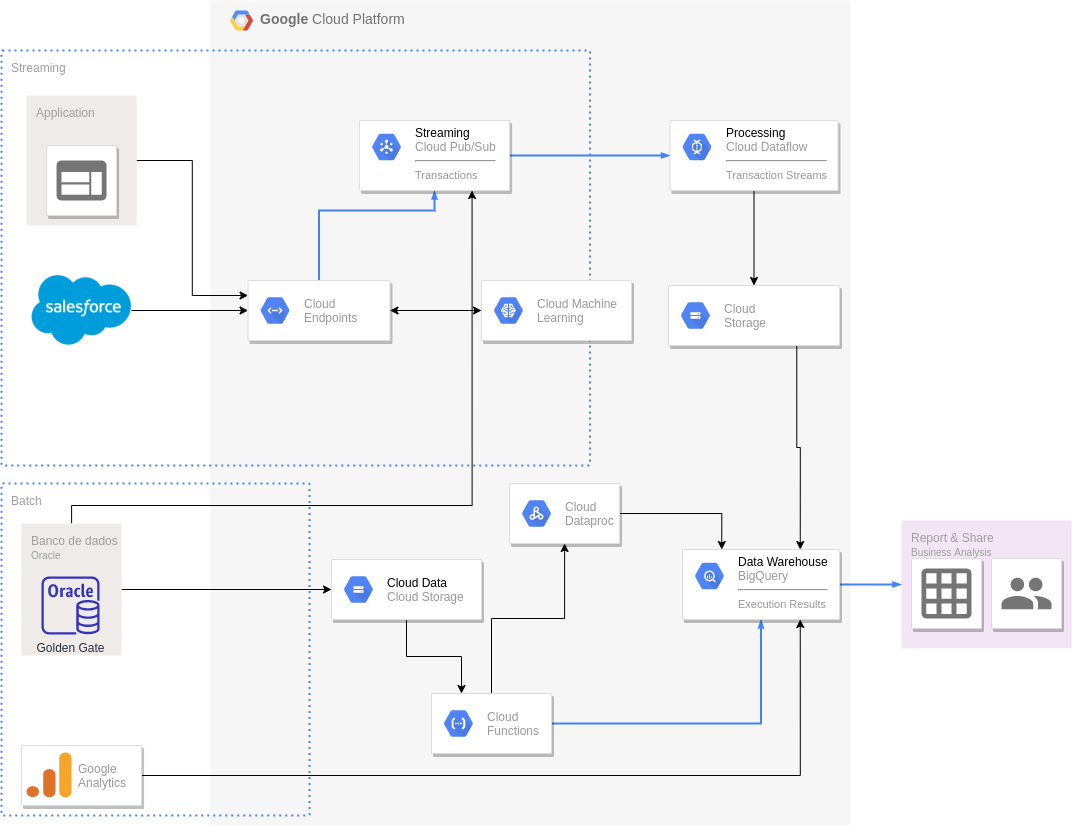 Google Cloud Platform
Streaming
Application
Streaming
Cloud Pub/Sub
Transactions
Processing
Cloud Dataflow
Transaction Streams
salesforce
Cloud
Endpoints
Cloud Machine
Learning
Cloud
Storage
Batch
Banco de dados
Oracle
Oracle
Golden Gate
Cloud
Dataproc
Cloud Data
Cloud Storage
Data Warehouse
BigQuery
Execution Results
Report & Share
Business Analysis
Cloud
Functions
Google
Analytics